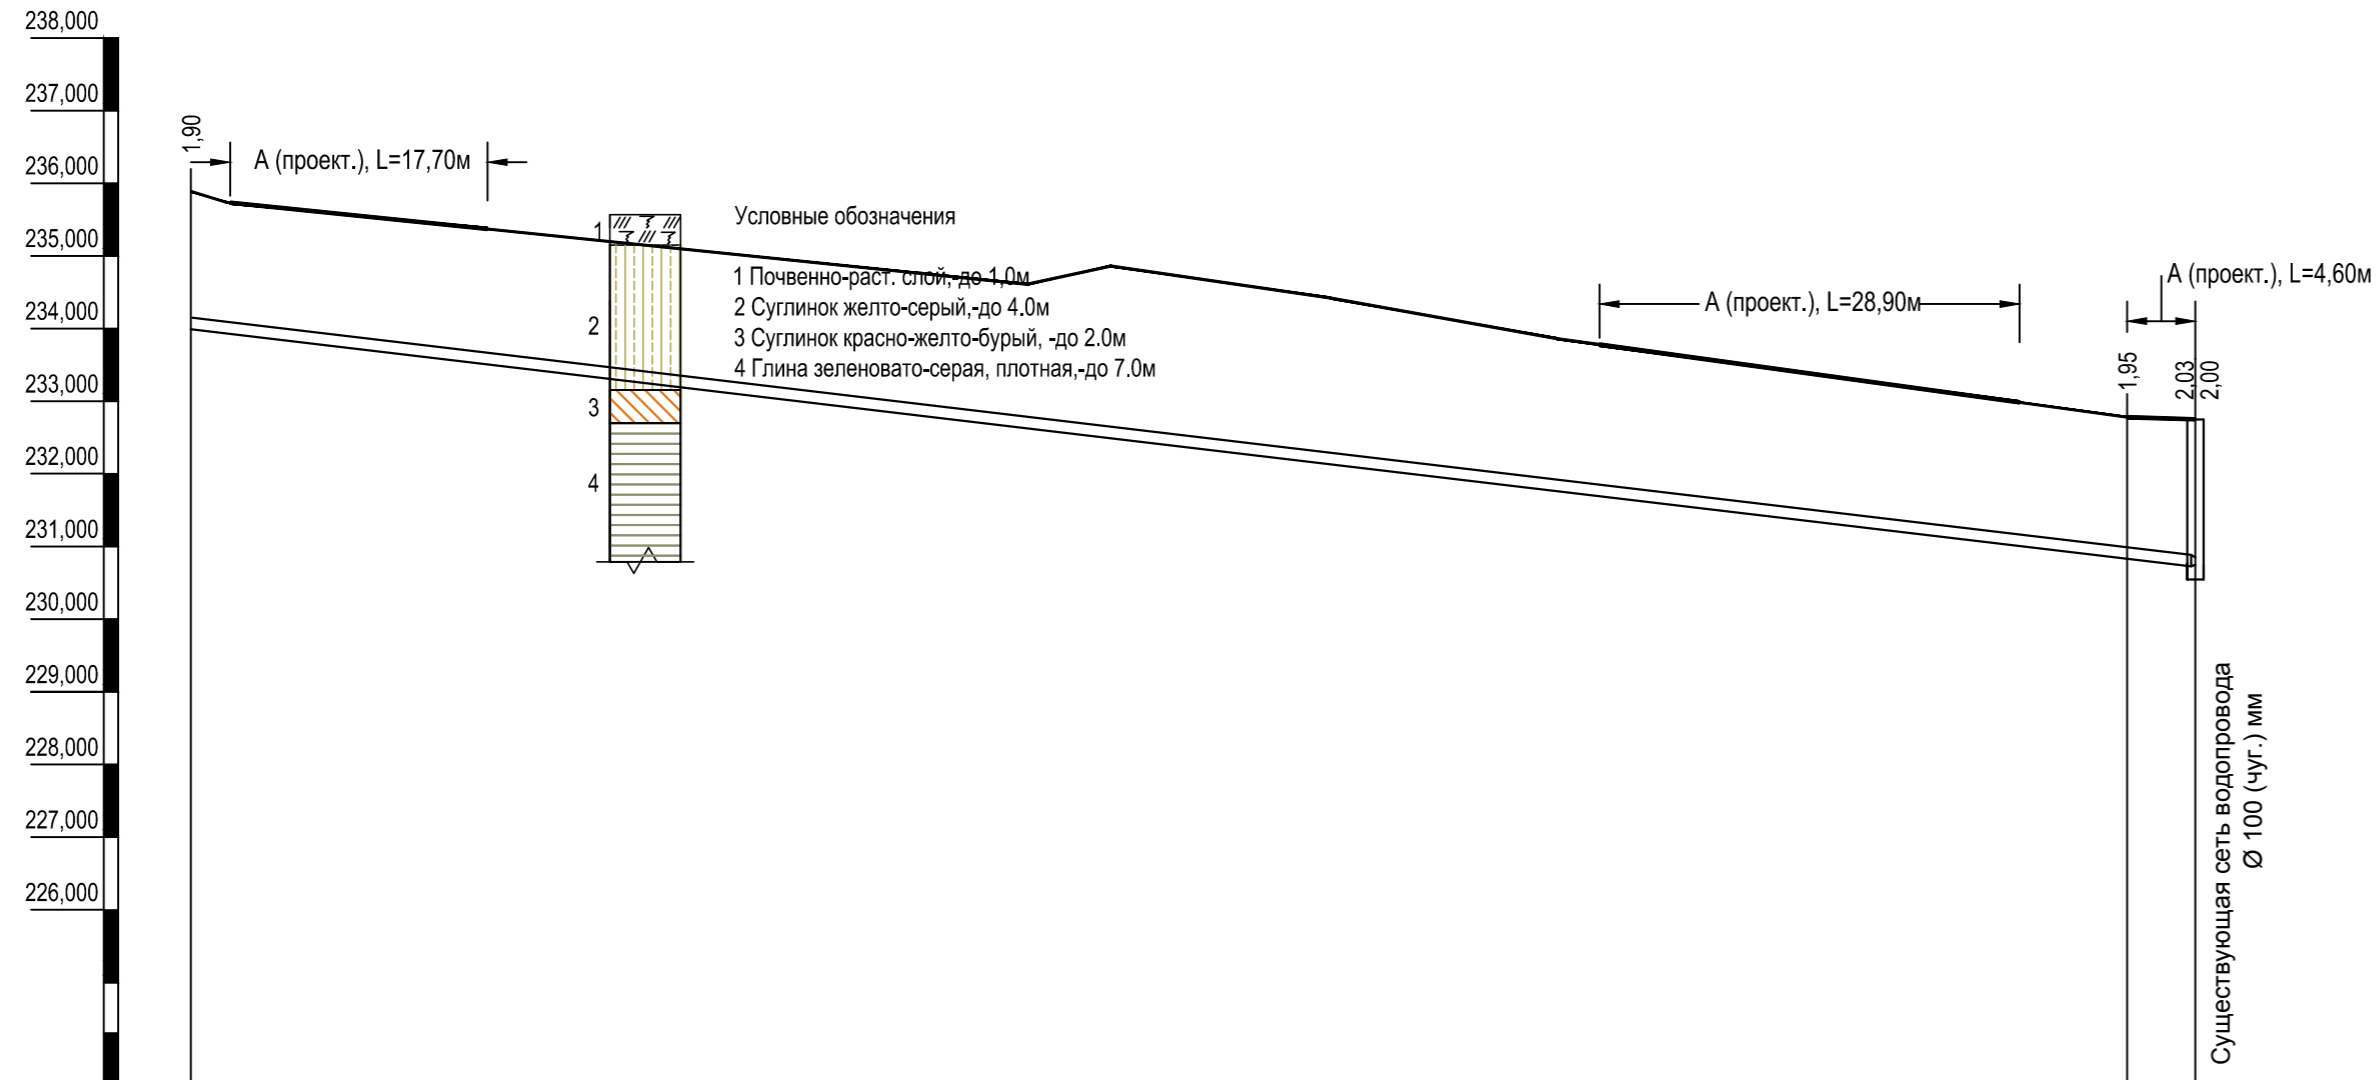 238,000
237,000
236,000
235,000
234,000
233,000
232,000
231,000
230,000
229,000
228,000
227,000
226,000
1,90
А (проект.), L=17,70м
1
2
3
4
Условные обозначения
1 Почвенно-раст. слой,-до 1,0м
2 Суглинок желто-серый,-до 4.0м
3 Суглинок красно-желто-бурый, -до 2.0м
4 Глина зеленовато-серая, плотная,-до 7.0м
А (проект.), L=28,90м
А (проект.), L=4,60м
1,95
2,03
2,00
Существующая сеть водопровода
Ø 100 (чуг.) мм